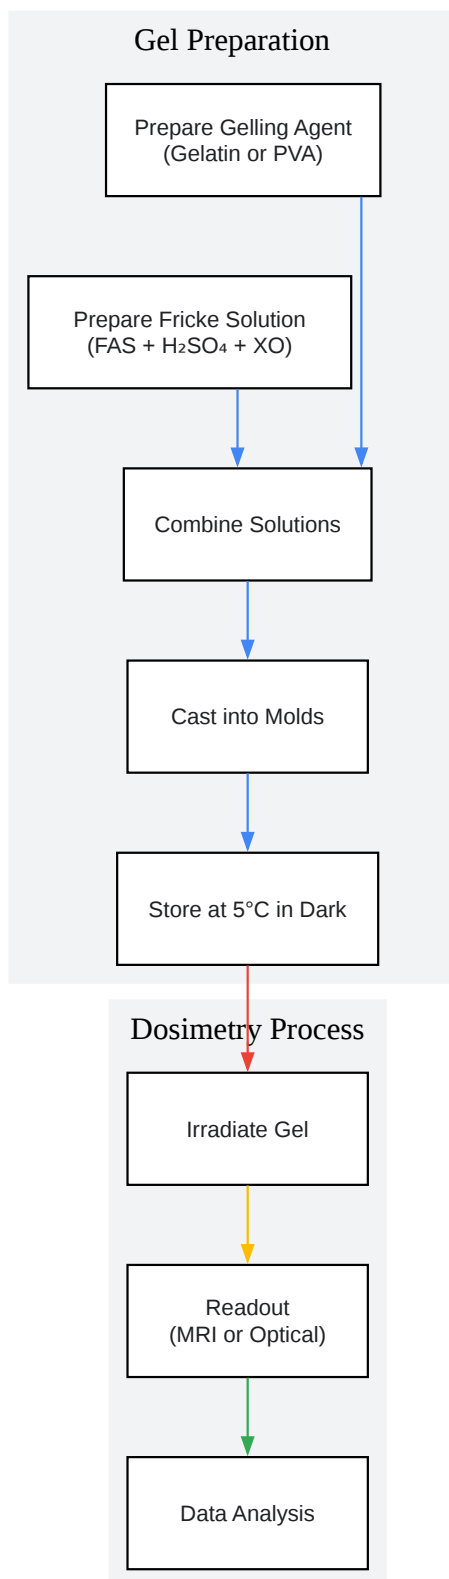 Gel Preparation
Prepare Gelling Agent
(Gelatin or PVA)
Prepare Fricke Solution
(FAS + H₂SO₄ + XO)
Combine Solutions
Cast into Molds
Store at 5°C in Dark
Dosimetry Process
Irradiate Gel
Readout
(MRI or Optical)
Data Analysis